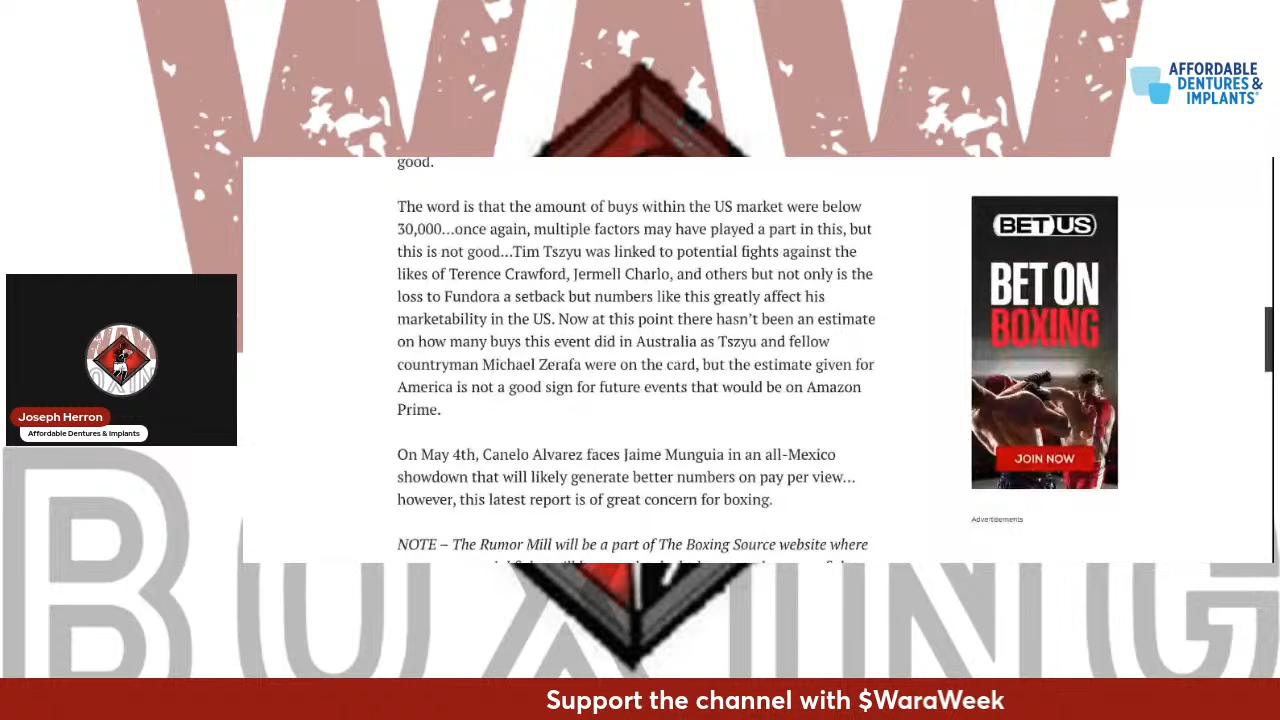 WAW
AFFORDABLE
DENTURES &
IMPLANTS
good.
The word is that the amount of buys within the US market were below
30,000…once again, multiple factors may have played a part in this, but
this is not good…Tim Tszyu was linked to potential fights against the
likes of Terence Crawford, Jermell Charlo, and others but not only is the
loss to Fundora a setback but numbers like this greatly affect his
marketability in the US. Now at this point there hasn’t been an estimate
on how many buys this event did in Australia as Tszyu and fellow
countryman Michael Zerafa were on the card, but the estimate given for
America is not a good sign for future events that would be on Amazon
Prime.
On May 4th, Canelo Alvarez faces Jaime Munguia in an all-Mexico
showdown that will likely generate better numbers on pay per view…
however, this latest report is of great concern for boxing.
NOTE – The Rumor Mill will be a part of The Boxing Source website where
BET US
BET ON
BOXING
JOIN NOW
Advertisements
WAW
BOXING
Joseph Herron
Affordable Dentures & Implants
BOXING
Support the channel with $WaraWeek